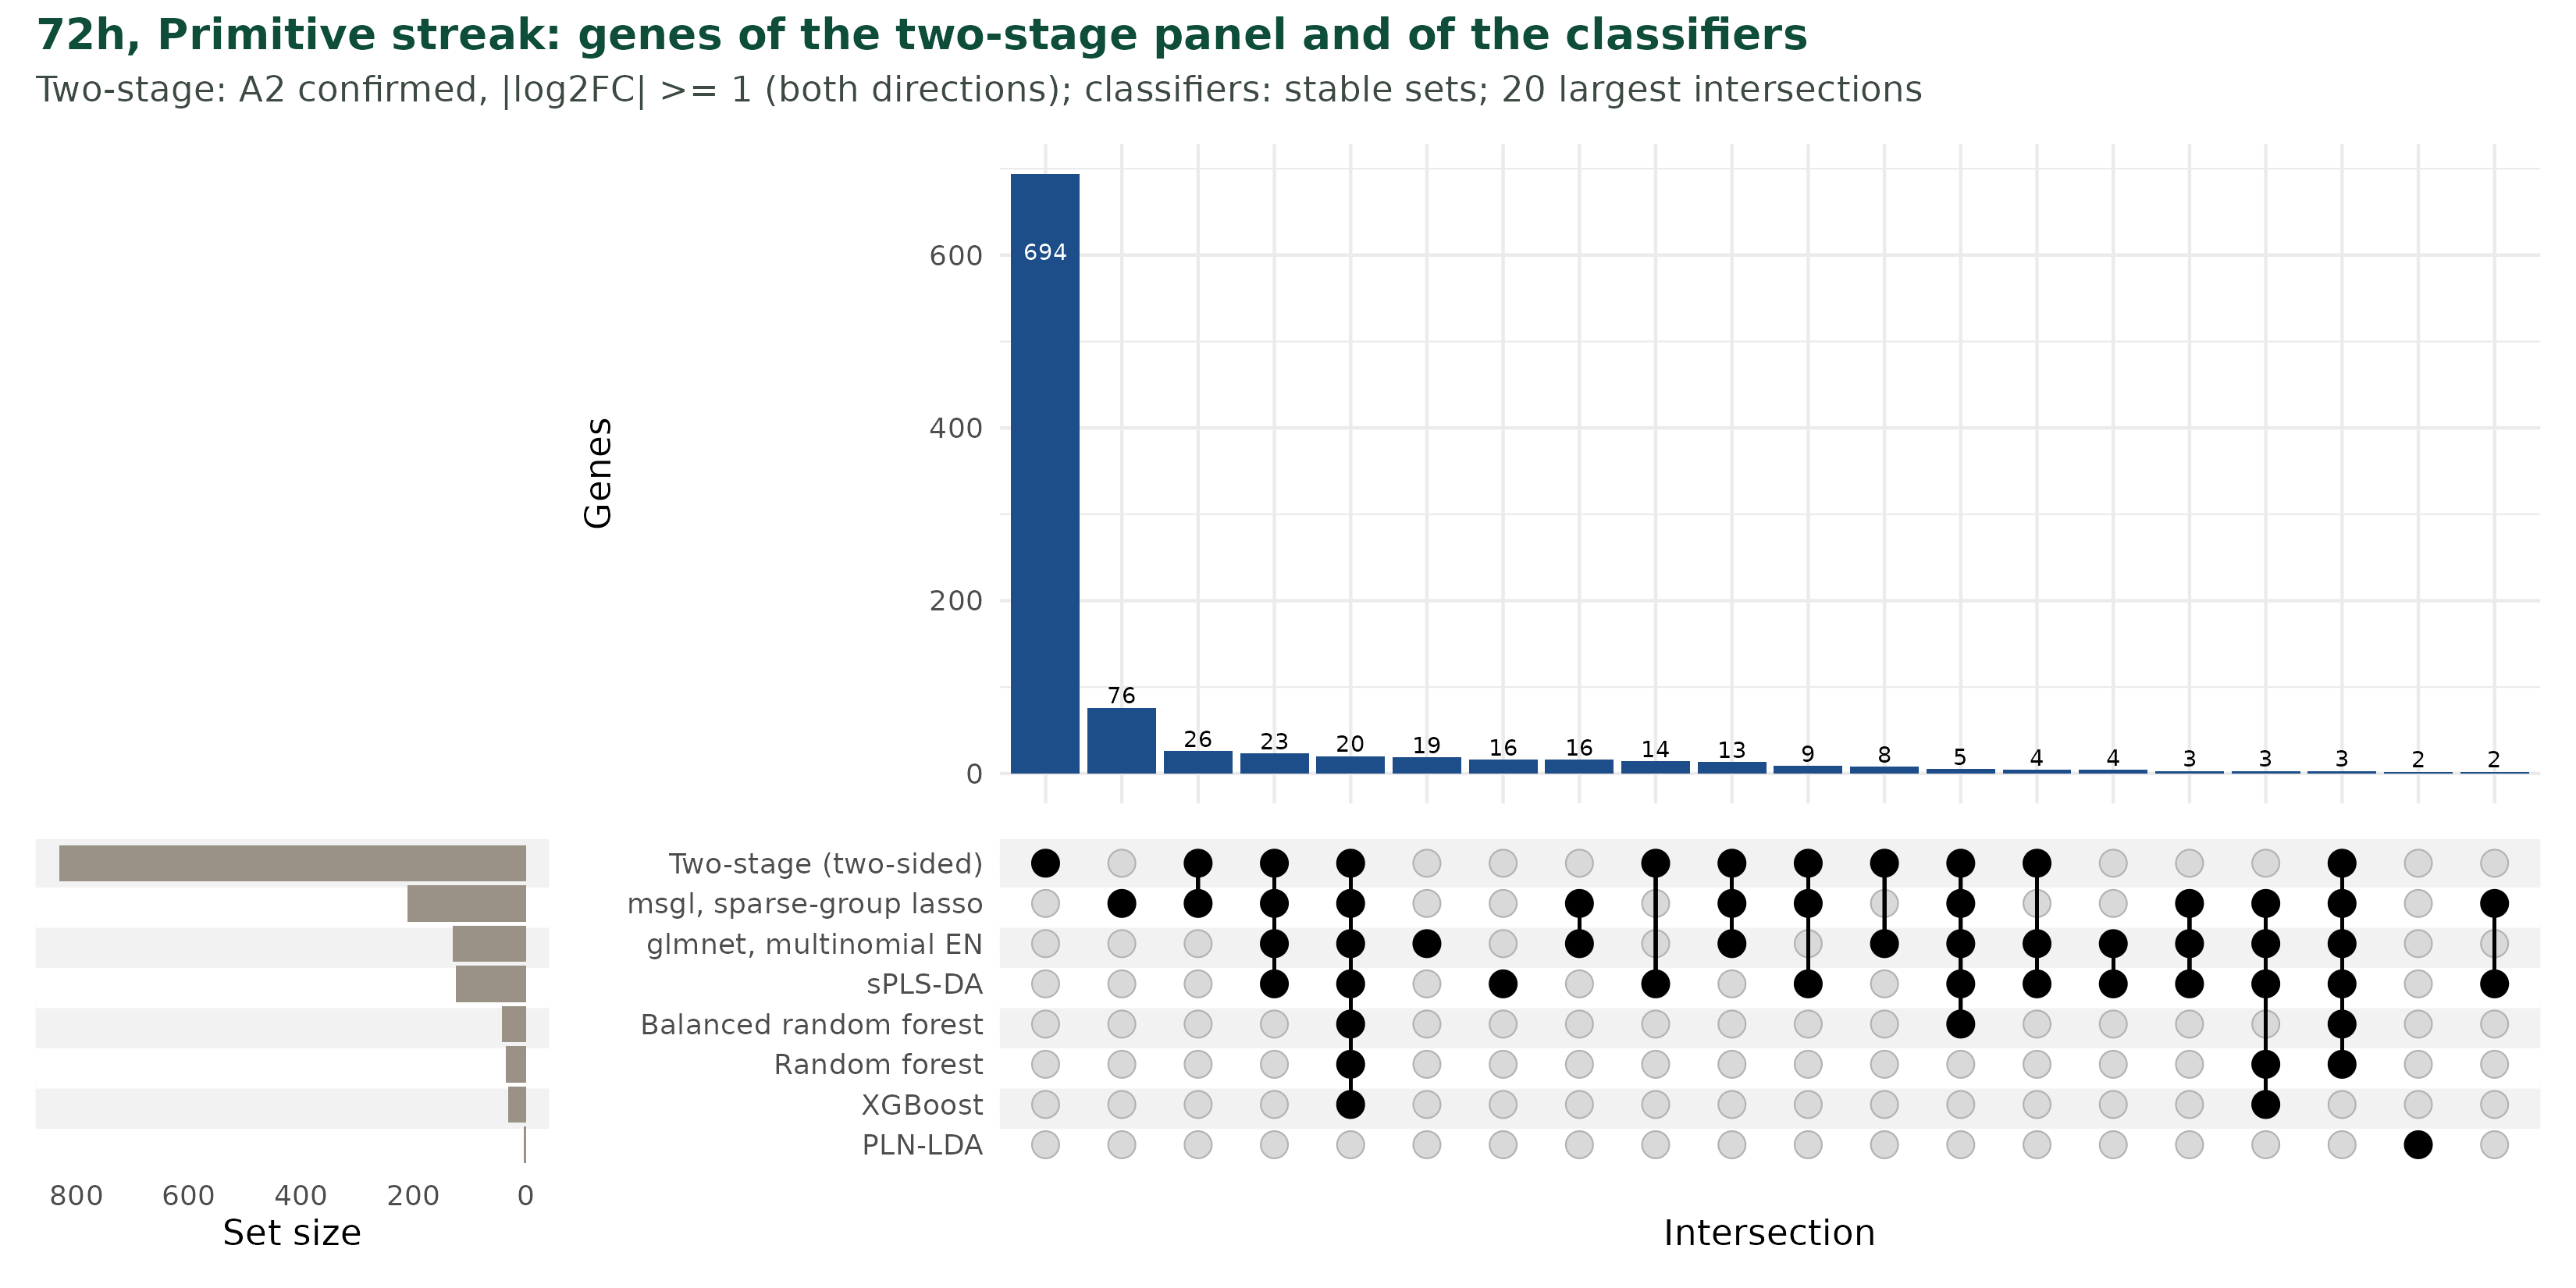 72h, Primitive streak: genes of the two-stage panel and of the classifiers
Two-stage: A2 confirmed, |log2FC| >= 1 (both directions); classifiers: stable sets; 20 largest intersections
Genes
600
400
200
0
694
76
26
23
20
19
16
16
14
13
9
8
5
4
4
3
3
3
2
2
Two-stage (two-sided)
msgl, sparse-group lasso
glmnet, multinomial EN
sPLS-DA
Balanced random forest
Random forest
XGBoost
PLN-LDA
800 600 400 200 0
Set size
Intersection